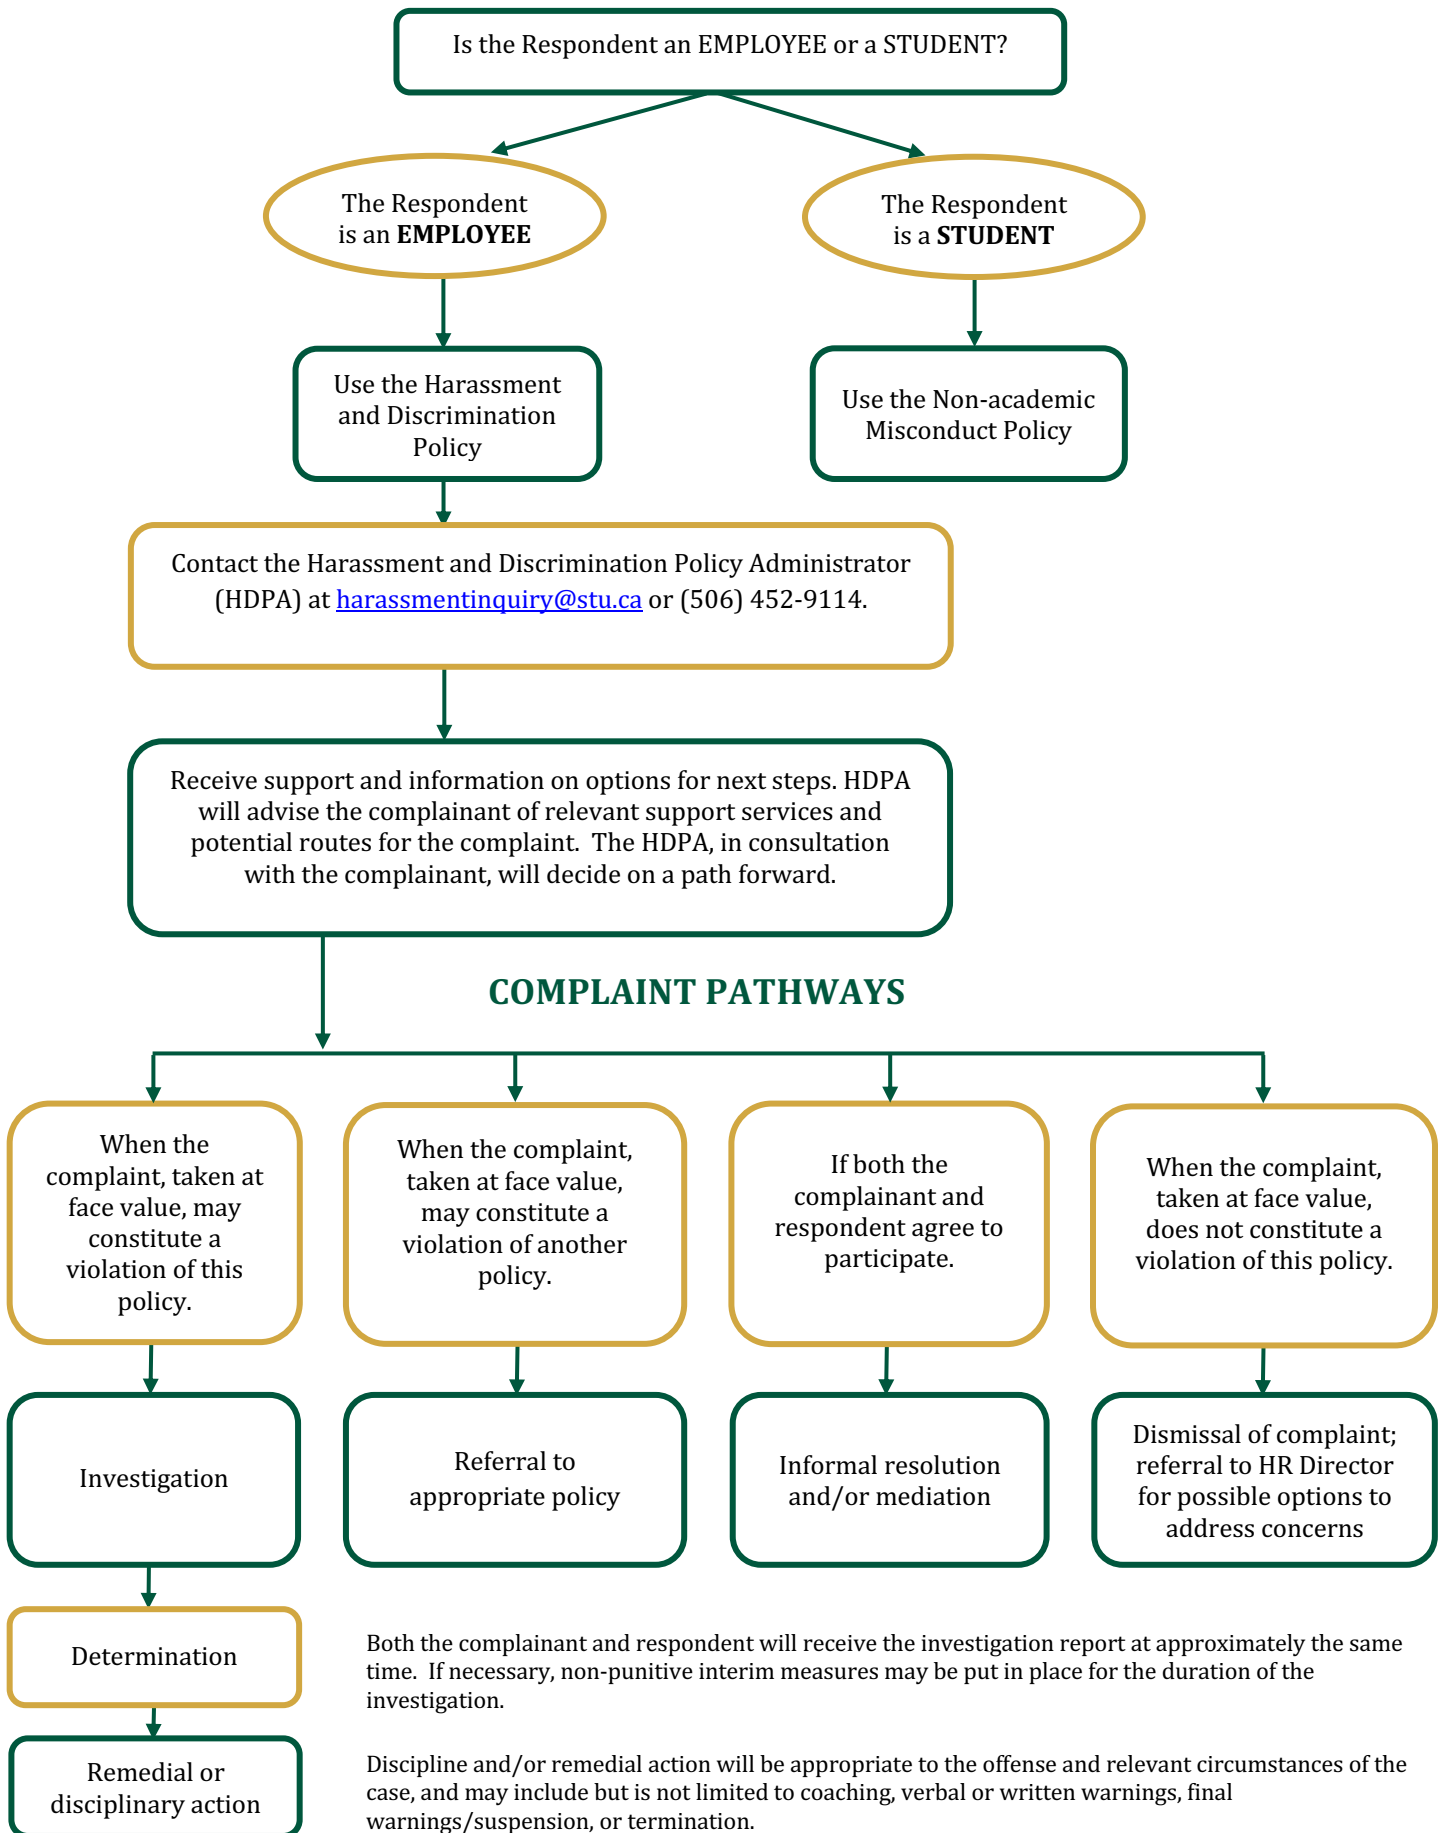 Is the Respondent an EMPLOYEE or a STUDENT?
The Respondent
is an EMPLOYEE
The Respondent
is a STUDENT
Use the Harassment
and Discrimination
Policy
Use the Non-academic
Misconduct Policy
Contact the Harassment and Discrimination Policy Administrator
(HDPA) at harassmentinquiry@stu.ca or (506) 452-9114.
Receive support and information on options for next steps. HDPA
will advise the complainant of relevant support services and
potential routes for the complaint.  The HDPA, in consultation
with the complainant, will decide on a path forward.
COMPLAINT PATHWAYS
When the
complaint, taken at
face value, may
constitute a
violation of this
policy.
When the complaint,
taken at face value,
may constitute a
violation of another
policy.
If both the
complainant and
respondent agree to
participate.
When the complaint,
taken at face value,
does not constitute a
violation of this policy.
Investigation
Referral to
appropriate policy
Informal resolution
and/or mediation
Dismissal of complaint;
referral to HR Director
for possible options to
address concerns
Determination
Both the complainant and respondent will receive the investigation report at approximately the same
time.  If necessary, non-punitive interim measures may be put in place for the duration of the
investigation.
Remedial or
disciplinary action
Discipline and/or remedial action will be appropriate to the offense and relevant circumstances of the
case, and may include but is not limited to coaching, verbal or written warnings, final
warnings/suspension, or termination.